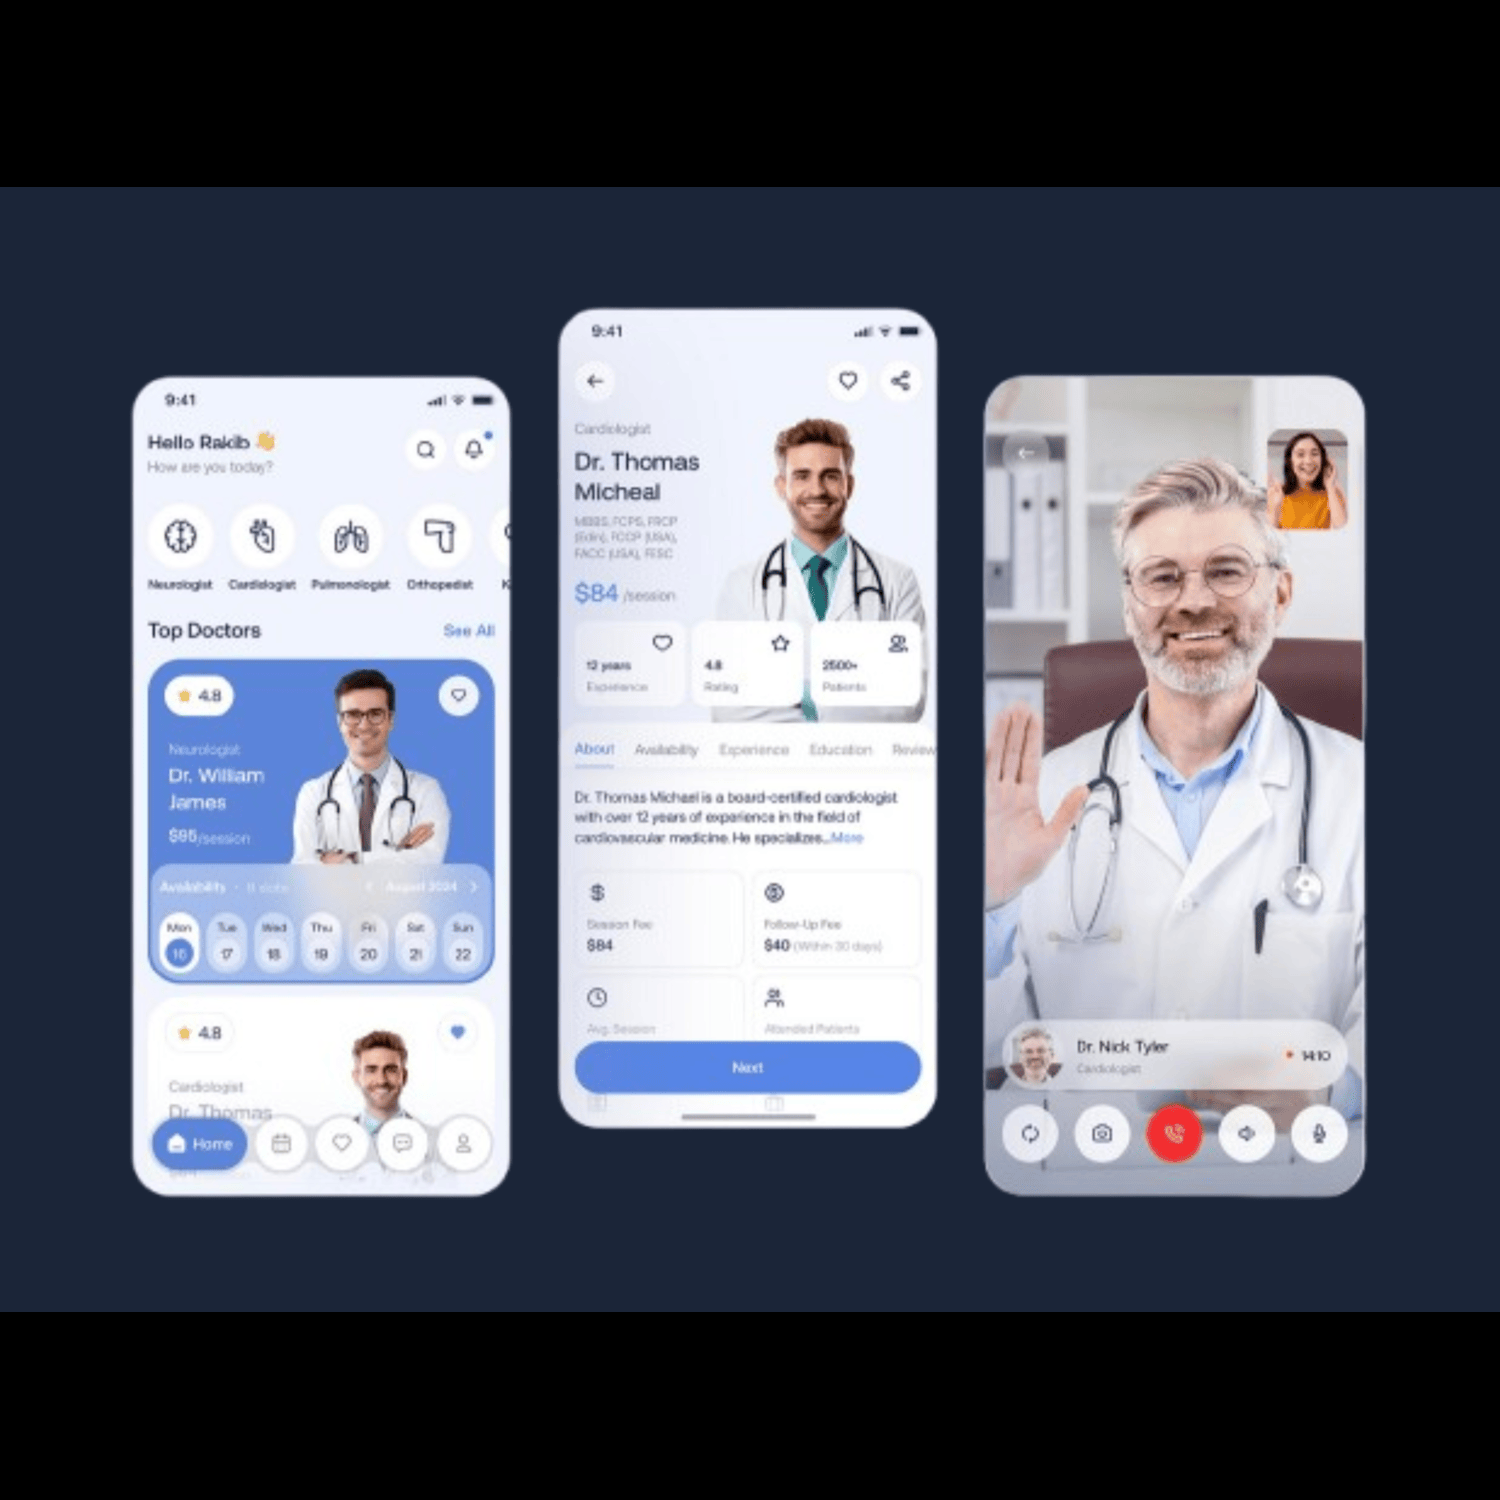 9:41
Hello Rakib 👋
How are you today?
Neurologist Cardiologist Pulmonologist Orthopedist K
Top Doctors See All
4.8
Neurologist
Dr. William
James
$95/session
Availability • slots August 2024
Mon Tue Wed Thu Fri Sat Sun
16 17 18 19 20 21 22
4.8
Cardiologist
Dr. Thomas
Home
9:41
Cardiologist
Dr. Thomas
Micheal
MBBS, FCPS, FRCP
(Edin), FCCP (USA),
FACC (USA), FESC
$84 /session
12 years
Experience
4.8
Rating
2500+
Patients
About Availability Experience Education Review
Dr. Thomas Michael is a board-certified cardiologist
with over 12 years of experience in the field of
cardiovascular medicine. He specializes...More
Session Fee
$84
Follow-Up Fee
$40 (Within 30 days)
Avg. Session
Attended Patients
Next
Dr. Nick Tyler
Cardiologist
14:10